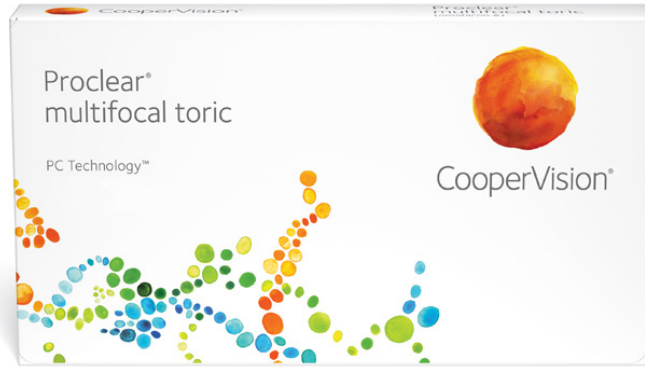 CooperVision®
Proclear®
multifocal toric
Proclear®
multifocal toric
PC Technology™
CooperVision®